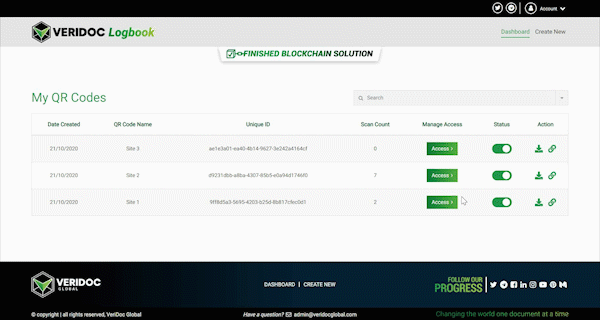 Account
VERIDOC Logbook
Dashboard Create New
FINISHED BLOCKCHAIN SOLUTION
My QR Codes
Search
Date Created QR Code Name Unique ID Scan Count Manage Access Status Action
21/10/2020 Site 3 ae1e3a01-ea40-4b14-9627-3e242a4164cf 0 Access
21/10/2020 Site 2 d9231dbb-a8ba-4307-85b5-e0a94d1746f0 7 Access
21/10/2020 Site 1 9ff8d5a3-5695-4203-b25d-8b817cfec0d1 2 Access
VERIDOC
GLOBAL
DASHBOARD | CREATE NEW
FOLLOW OUR
PROGRESS
© copyright | all rights reserved, VeriDoc Global
Have a question? admin@veridocglobal.com
Changing the world one document at a time